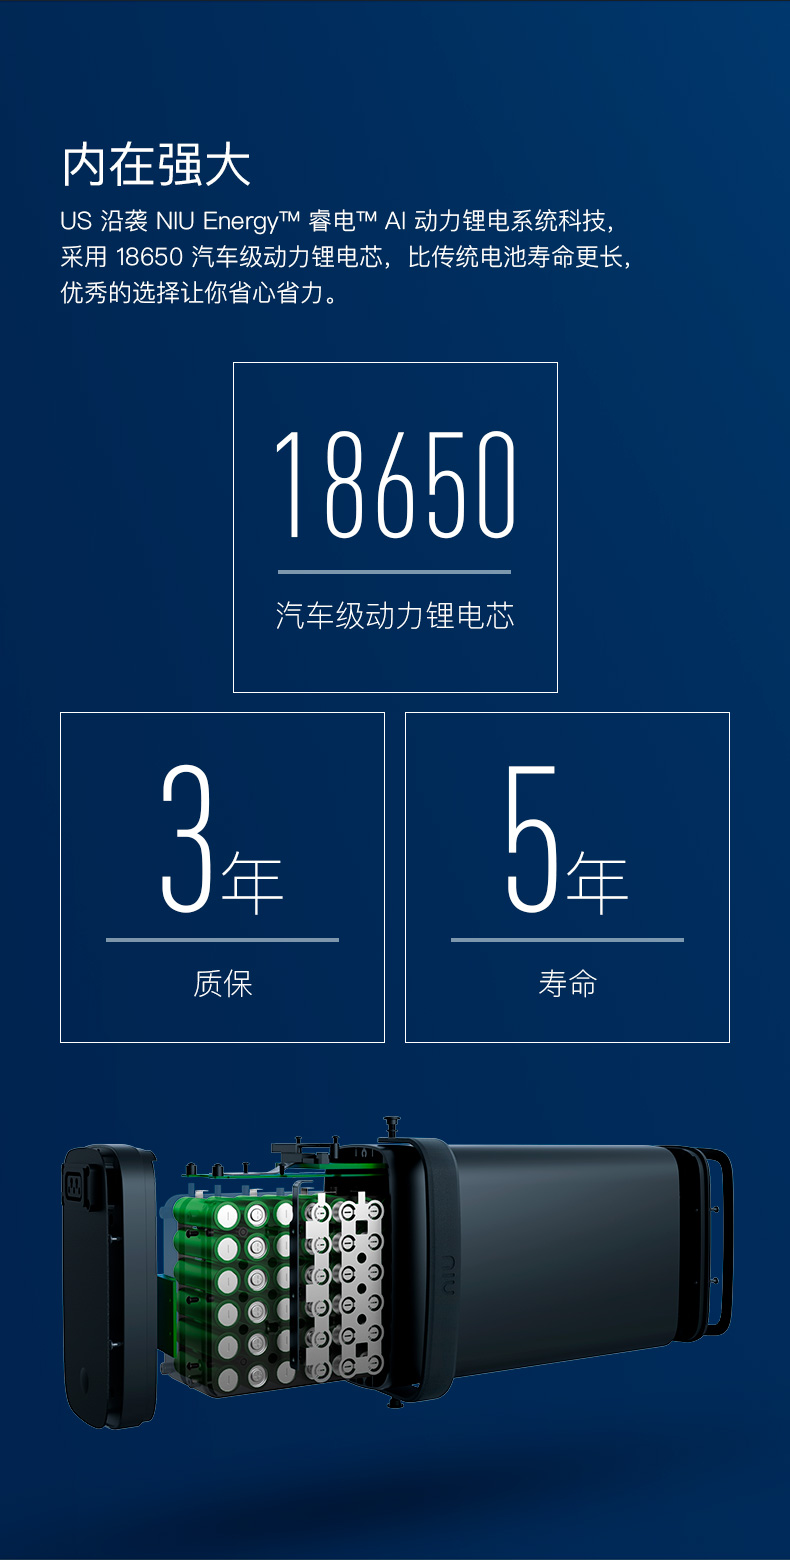 内在强大
US 沿袭 NIU Energy™ 睿电™ AI 动力锂电系统科技，
采用 18650 汽车级动力锂电芯，比传统电池寿命更长，
优秀的选择让你省心省力。
18650
汽车级动力锂电芯
3年
质保
5年
寿命
NIU